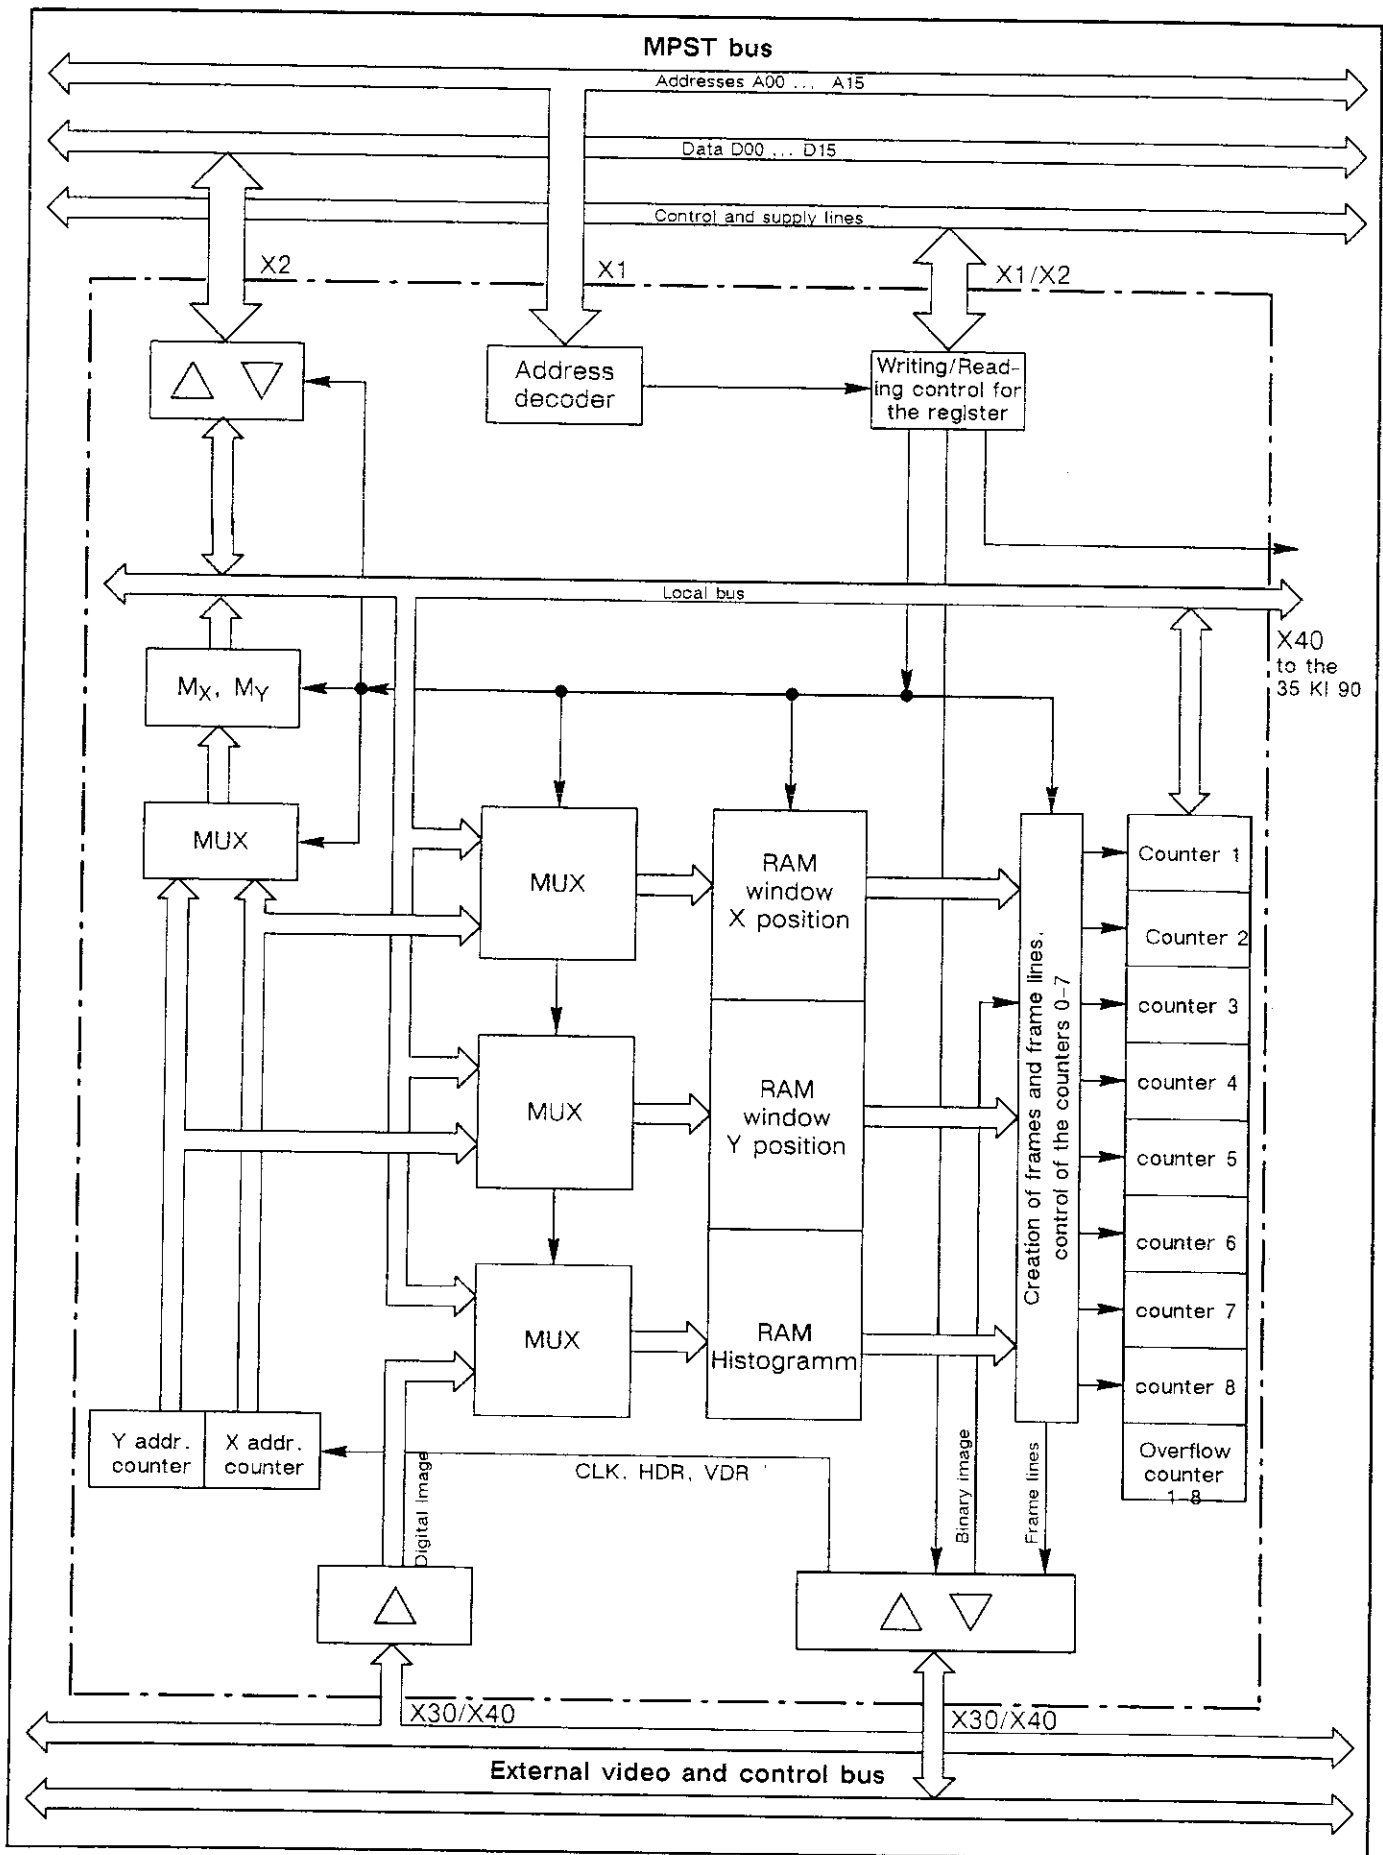 MPST bus
Addresses A00 ... A15
Data D00 ... D15
Control and supply lines
X2
X1
X1/X2
Address
decoder
Writing/Read-
ing control for
the register
Local bus
X40
to the
35 KI 90
MX, MY
MUX
MUX
RAM
window
X position
Counter 1
Counter 2
counter 3
counter 4
counter 5
counter 6
counter 7
counter 8
Overflow
counter
1-8
Creation of frames and frame lines,
control of the counters 0-7
MUX
RAM
window
Y position
MUX
RAM
Histogramm
Y addr.
counter
X addr.
counter
Digital Image
CLK, HDR, VDR
Binary image
Frame lines
X30/X40
X30/X40
External video and control bus